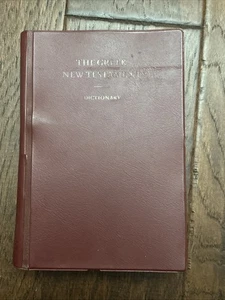 THE GREEK
NEW TESTAMENT
DICTIONARY